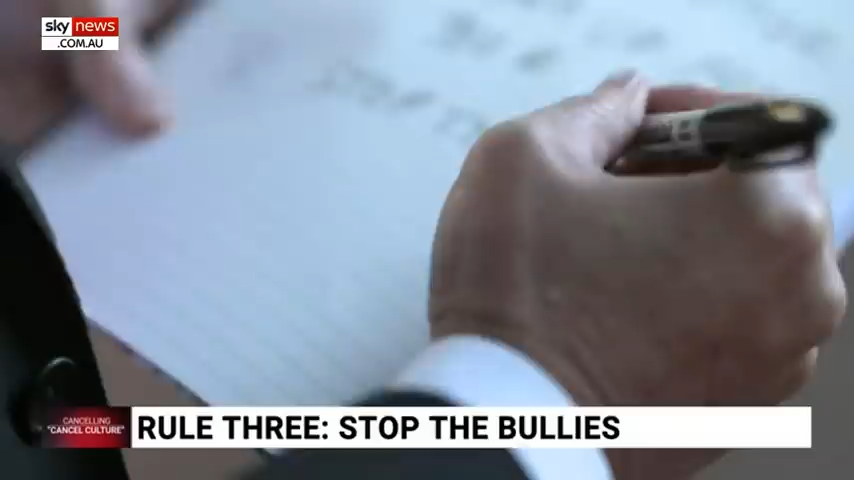 sky news
.COM.AU
CANCELLING
"CANCEL CULTURE"
RULE THREE: STOP THE BULLIES